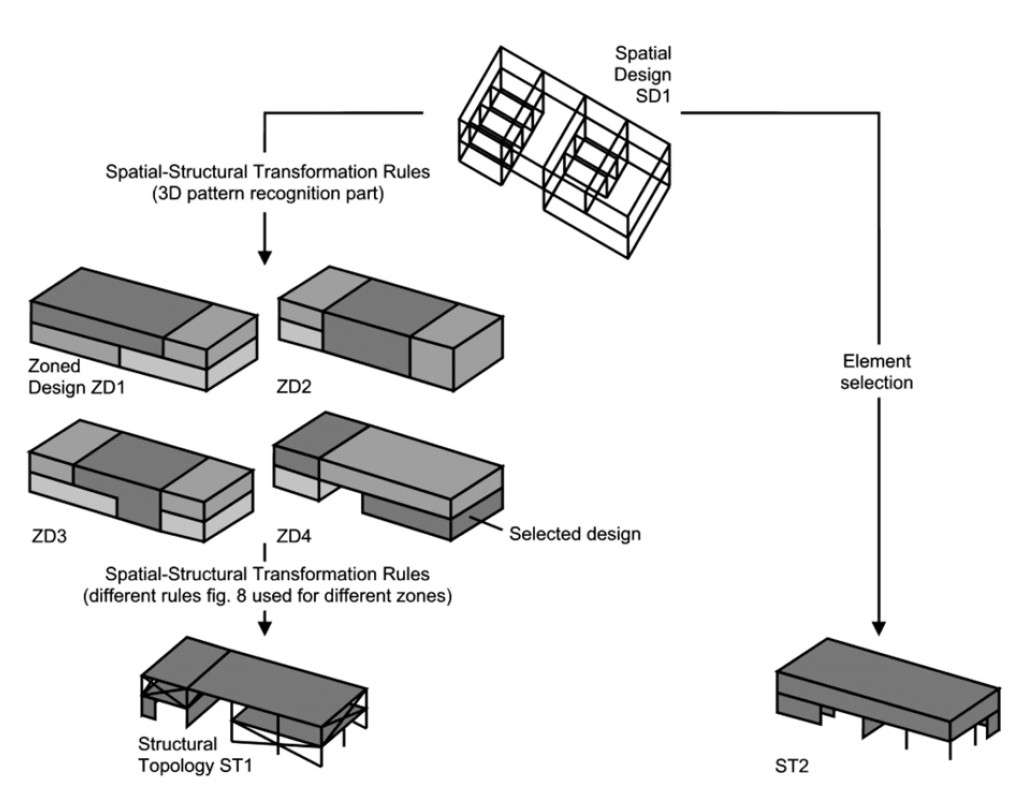 Spatial
Design
SD1
Spatial-Structural Transformation Rules
(3D pattern recognition part)
Zoned
Design ZD1
ZD2
Element
selection
ZD3
ZD4
Selected design
Spatial-Structural Transformation Rules
(different rules fig. 8 used for different zones)
Structural
Topology ST1
ST2